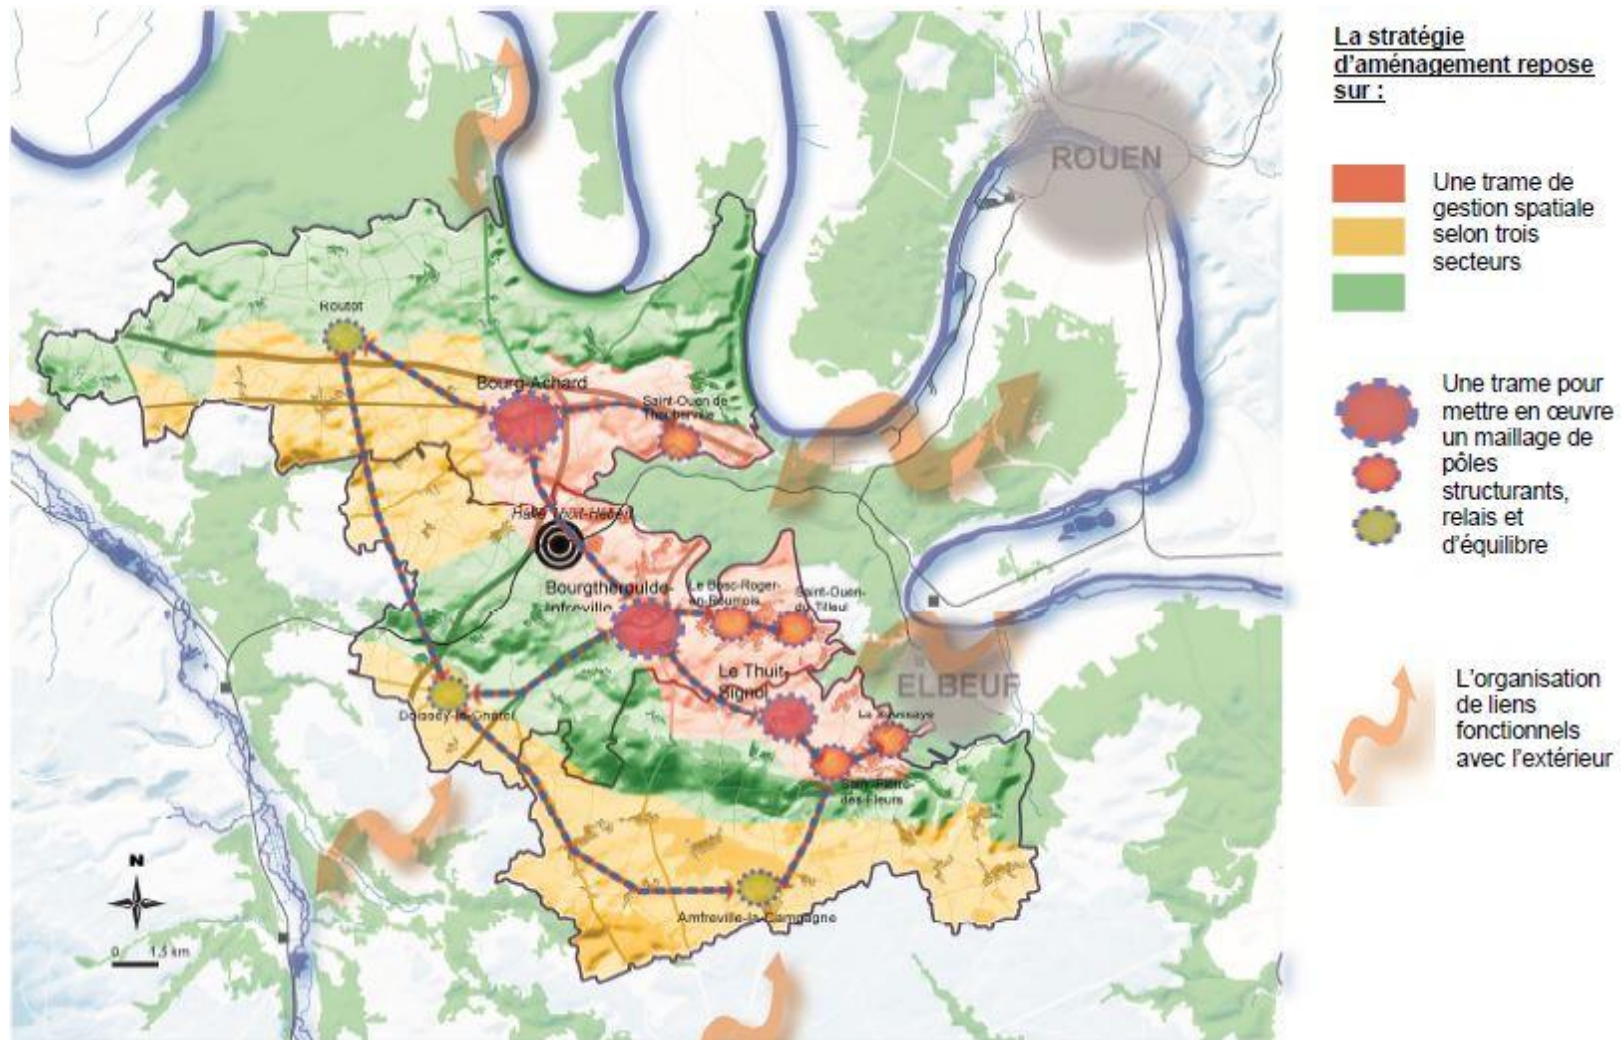 ROUEN
Routot
Bourg-Achard
Saint-Ouen de
Thouberville
Halte Thuit-Hébert
Bourgtheroulde-
Infreville
Le Bosc-Roger-
en-Roumois
Saint-Ouen-
du-Tilleul
Le Thuit-
Signol
ELBEUF
Saint-Pierre-
des-Fleurs
Amfreville-la-Campagne
N
0 1,5 km
La stratégie
d'aménagement repose
sur :
Une trame de
gestion spatiale
selon trois
secteurs
Une trame pour
mettre en œuvre
un maillage de
pôles
structurants,
relais et
d'équilibre
L'organisation
de liens
fonctionnels
avec l'extérieur